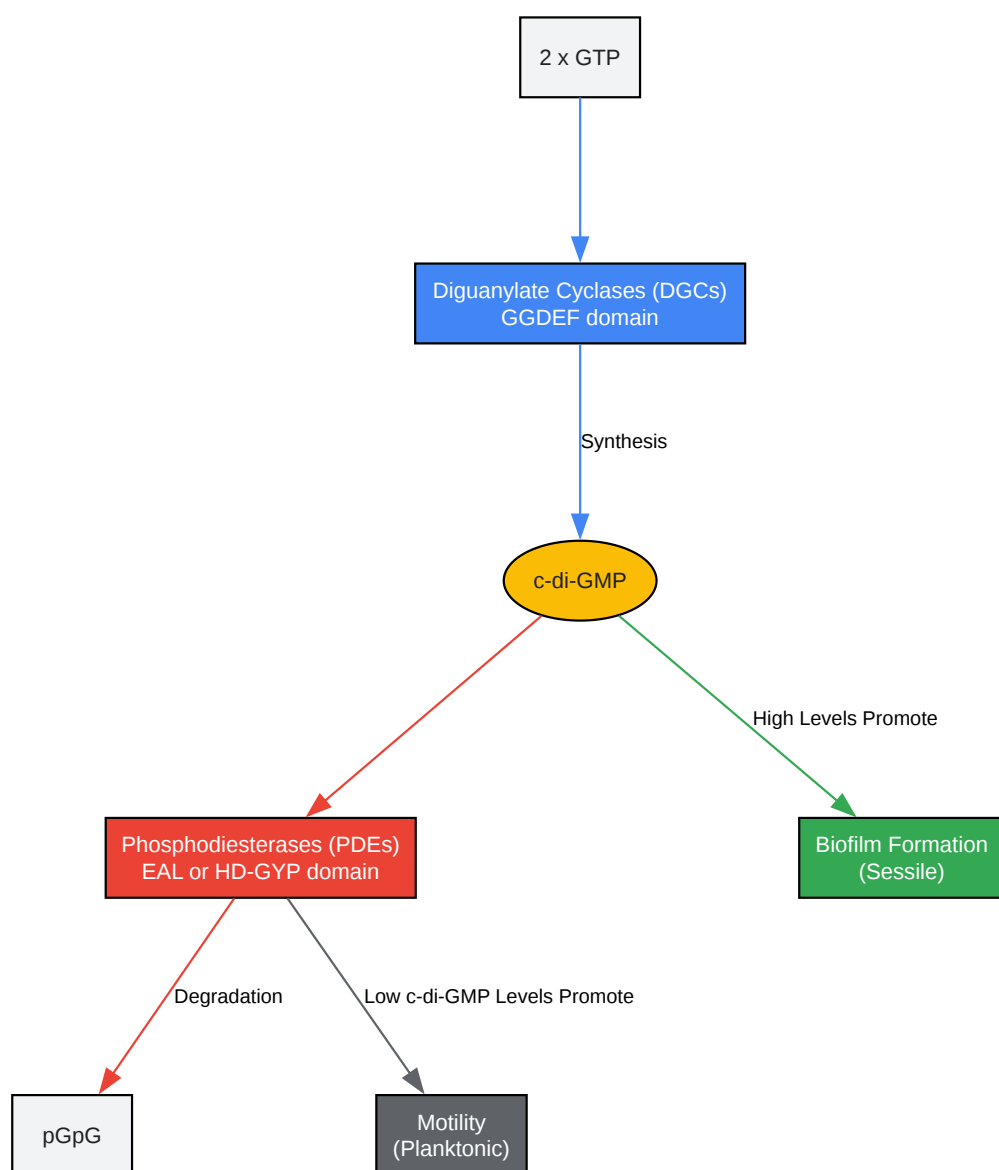 2 x GTP
Diguanylate Cyclases (DGCs)
GGDEF domain
Synthesis
c-di-GMP
High Levels Promote
Phosphodiesterases (PDEs)
EAL or HD-GYP domain
Biofilm Formation
(Sessile)
Degradation
Low c-di-GMP Levels Promote
pGpG
Motility
(Planktonic)